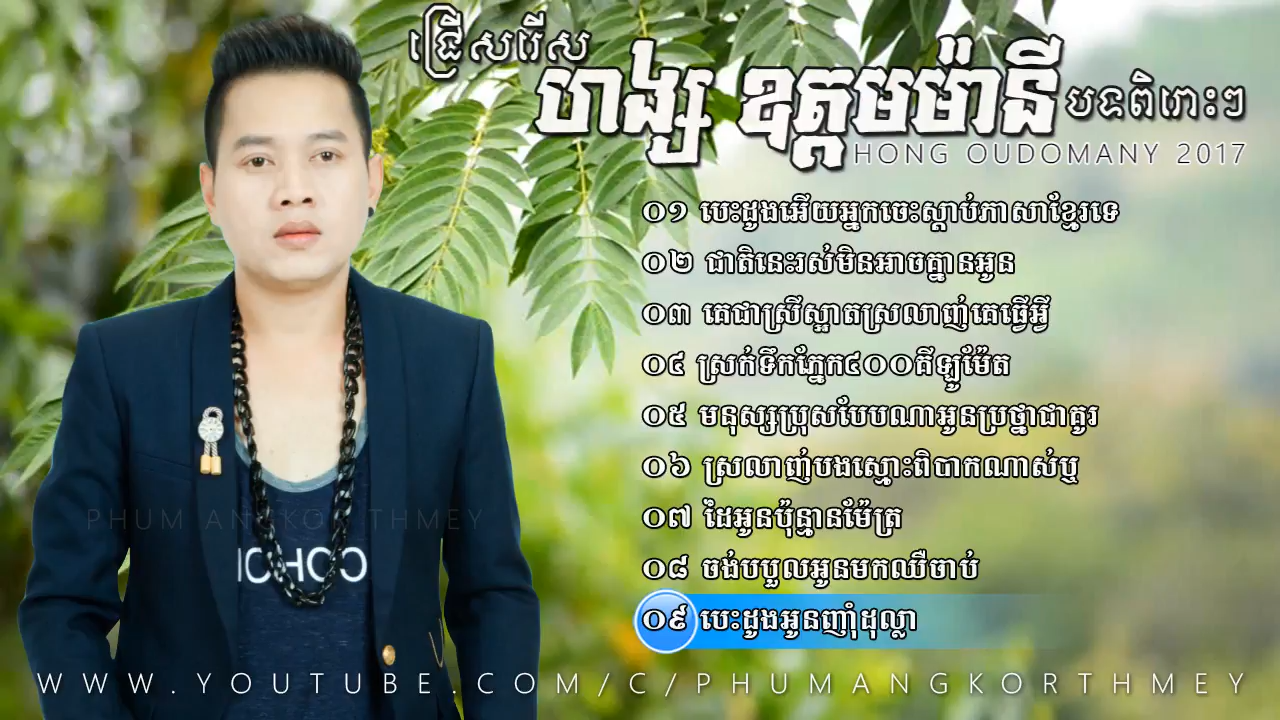 ជ្រើសរើស
ហង្ស ឧត្តមម៉ានី បទពិរោះៗ
HONG OUDOMANY 2017
០១ បេះដូងអើយអ្នកចេះស្តាប់ភាសាខ្មែរទេ
០២ ជាតិនេះរស់មិនអាចគ្មានអូន
០៣ គេជាស្រីស្អាតស្រលាញ់គេធ្វើអ្វី
០៤ ស្រក់ទឹកភ្នែក៤០០គីឡូម៉ែត
០៥ មនុស្សប្រុសបែបណាអូនប្រថ្នាជាគូរ
០៦ ស្រលាញ់បងស្មោះពិបាកណាស់ឬ
០៧ ដៃអូនប៉ុន្មានម៉ែត្រ
០៨ ចង់បបួលអូនមកឈឺចាប់
០៩ បេះដូងអូនញាំដុល្លា
PHUM ANGKOR THMEY
WWW.YOUTUBE.COM/C/PHUMANGKORTHMEY